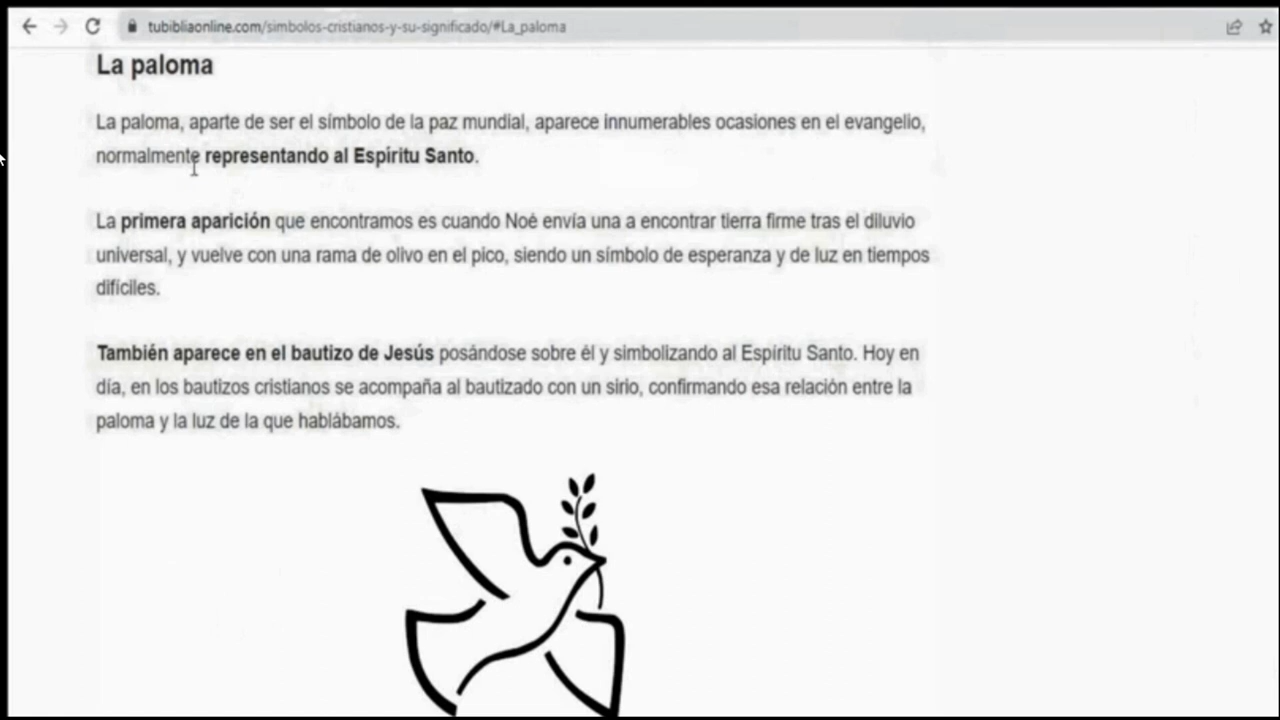 tubibliaonline.com/simbolos-cristianos-y-su-significado/#La_paloma
La paloma
La paloma, aparte de ser el símbolo de la paz mundial, aparece innumerables ocasiones en el evangelio,
normalmente representando al Espíritu Santo.
La primera aparición que encontramos es cuando Noé envía una a encontrar tierra firme tras el diluvio
universal, y vuelve con una rama de olivo en el pico, siendo un símbolo de esperanza y de luz en tiempos
difíciles.
También aparece en el bautizo de Jesús posándose sobre él y simbolizando al Espíritu Santo. Hoy en
día, en los bautizos cristianos se acompaña al bautizado con un sirio, confirmando esa relación entre la
paloma y la luz de la que hablábamos.